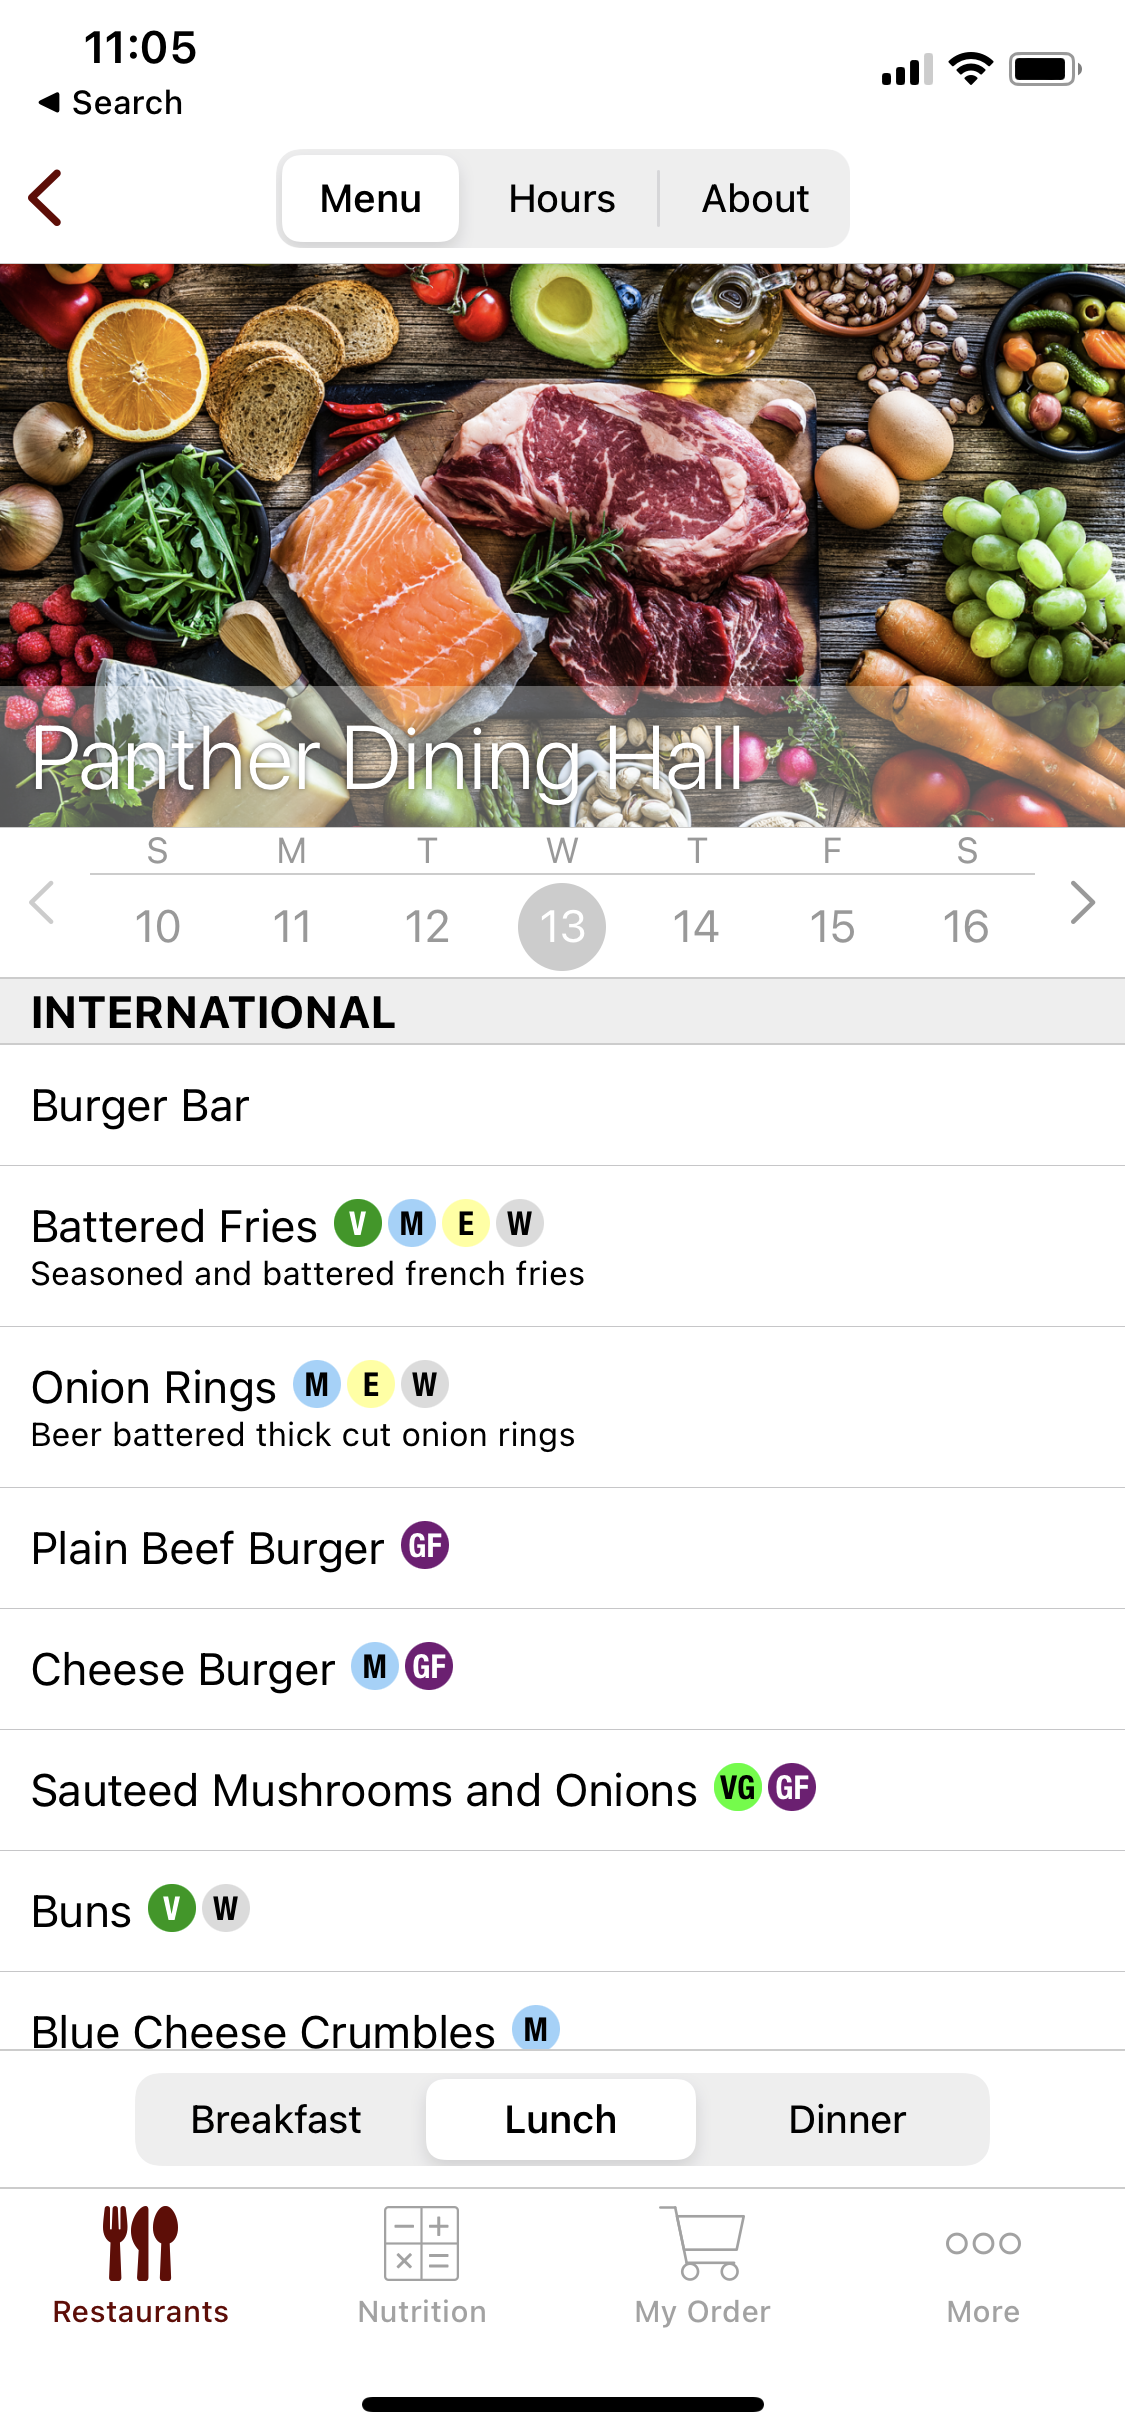 11:05
◀ Search
Menu Hours About
Panther Dining Hall
S M T W T F S
10 11 12 13 14 15 16
INTERNATIONAL
Burger Bar
Battered Fries V M E W
Seasoned and battered french fries
Onion Rings M E W
Beer battered thick cut onion rings
Plain Beef Burger GF
Cheese Burger M GF
Sauteed Mushrooms and Onions VG GF
Buns V W
Blue Cheese Crumbles M
Breakfast Lunch Dinner
Restaurants Nutrition My Order More